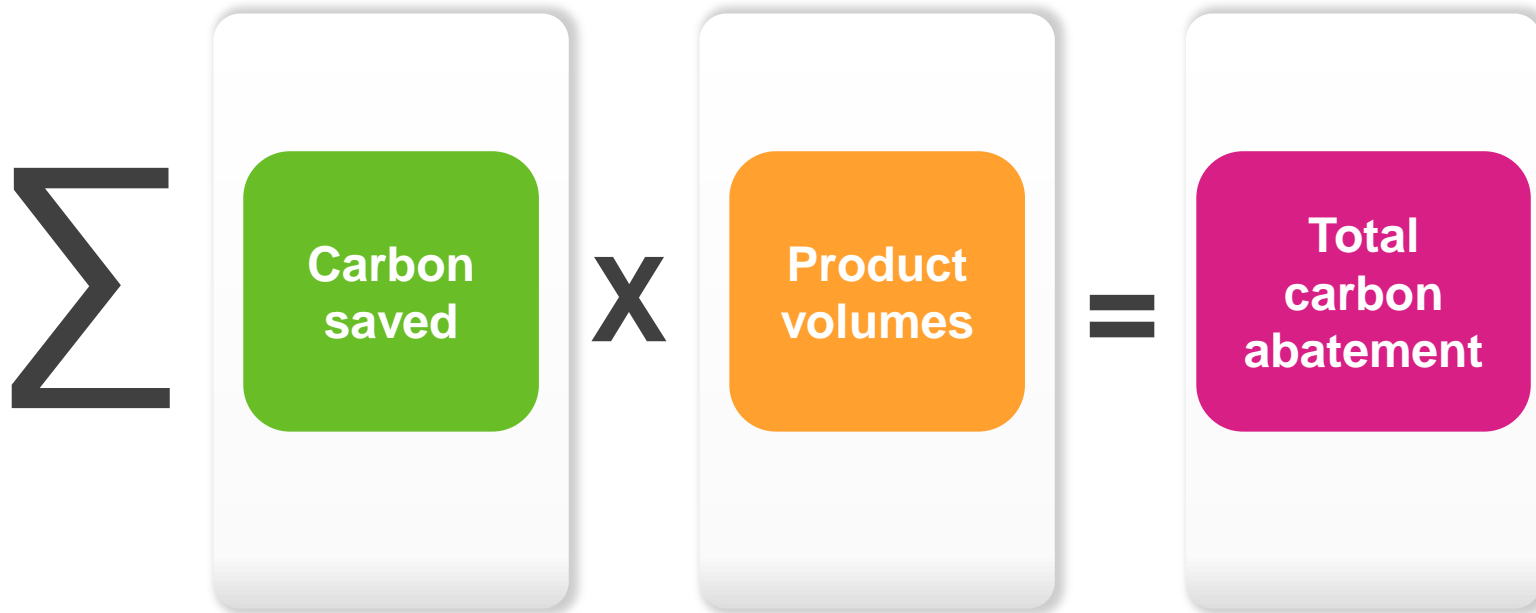 ∑
Carbon
saved
X
Product
volumes
=
Total
carbon
abatement